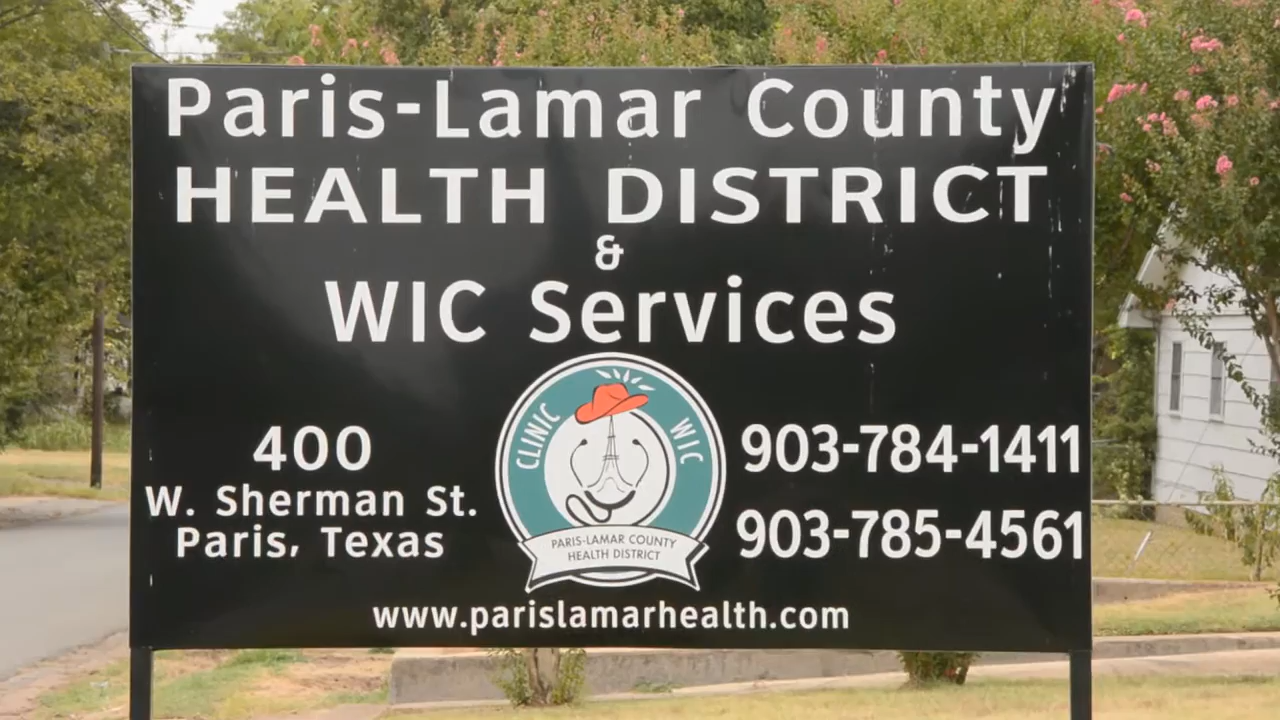 Paris-Lamar County
HEALTH DISTRICT
&
WIC Services
400
W. Sherman St.
Paris, Texas
CLINIC
WIC
PARIS-LAMAR COUNTY
HEALTH DISTRICT
903-784-1411
903-785-4561
www.parislamarhealth.com